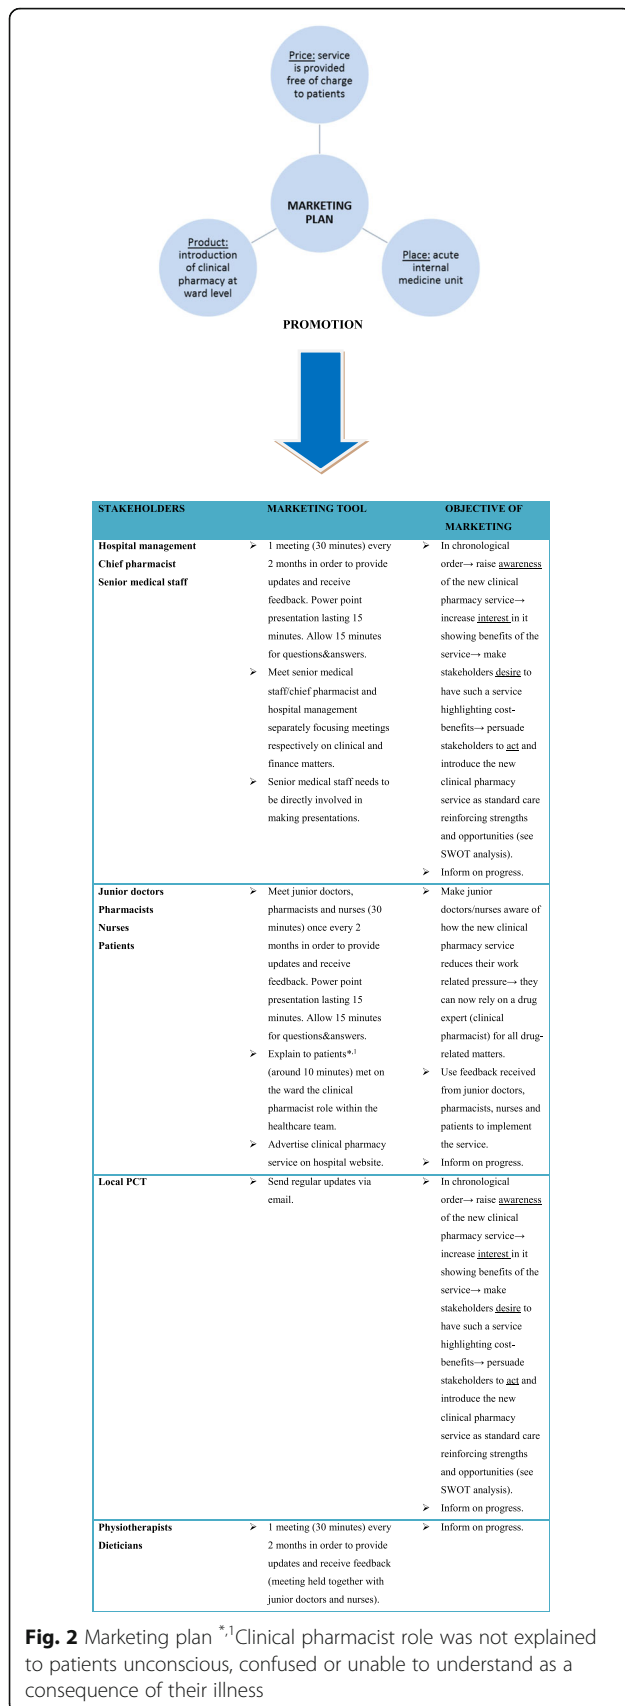 Price: service
is provided
free of charge
to patients
MARKETING
PLAN
Product:
introduction
of clinical
pharmacy at
ward level
Place: acute
internal
medicine unit
PROMOTION
STAKEHOLDERS
MARKETING TOOL
OBJECTIVE OF
MARKETING
Hospital management
Chief pharmacist
Senior medical staff
➢ 1 meeting (30 minutes) every
2 months in order to provide
updates and receive
feedback. Power point
presentation lasting 15
minutes. Allow 15 minutes
for questions&answers.
➢ Meet senior medical
staff/chief pharmacist and
hospital management
separately focusing meetings
respectively on clinical and
finance matters.
➢ Senior medical staff needs to
be directly involved in
making presentations.
➢ In chronological
order→ raise awareness
of the new clinical
pharmacy service→
increase interest in it
showing benefits of the
service→ make
stakeholders desire to
have such a service
highlighting cost-
benefits→ persuade
stakeholders to act and
introduce the new
clinical pharmacy
service as standard care
reinforcing strengths
and opportunities (see
SWOT analysis).
➢ Inform on progress.
Junior doctors
Pharmacists
Nurses
Patients
➢ Meet junior doctors,
pharmacists and nurses (30
minutes) once every 2
months in order to provide
updates and receive
feedback. Power point
presentation lasting 15
minutes. Allow 15 minutes
for questions&answers.
➢ Explain to patients*,1
(around 10 minutes) met on
the ward the clinical
pharmacist role within the
healthcare team.
➢ Advertise clinical pharmacy
service on hospital website.
➢ Make junior
doctors/nurses aware of
how the new clinical
pharmacy service
reduces their work
related pressure→ they
can now rely on a drug
expert (clinical
pharmacist) for all drug-
related matters.
➢ Use feedback received
from junior doctors,
pharmacists, nurses and
patients to implement
the service.
➢ Inform on progress.
Local PCT
➢ Send regular updates via
email.
➢ In chronological
order→ raise awareness
of the new clinical
pharmacy service→
increase interest in it
showing benefits of the
service→ make
stakeholders desire to
have such a service
highlighting cost-
benefits→ persuade
stakeholders to act and
introduce the new
clinical pharmacy
service as standard care
reinforcing strengths
and opportunities (see
SWOT analysis).
➢ Inform on progress.
Physiotherapists
Dieticians
➢ 1 meeting (30 minutes) every
2 months in order to provide
updates and receive feedback
(meeting held together with
junior doctors and nurses).
➢ Inform on progress.
Fig. 2 Marketing plan *,1Clinical pharmacist role was not explained
to patients unconscious, confused or unable to understand as a
consequence of their illness